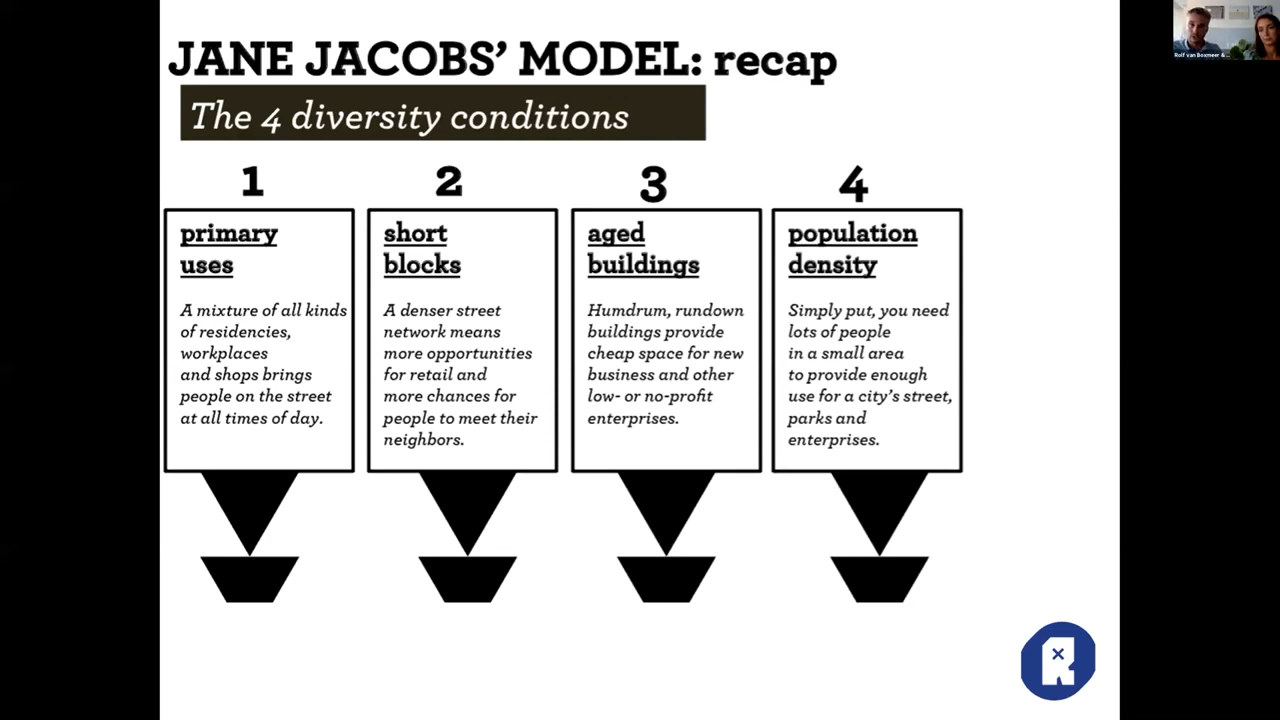 JANE JACOBS' MODEL: recap
The 4 diversity conditions
1
primary
uses
A mixture of all kinds
of residencies,
workplaces
and shops brings
people on the street
at all times of day.
2
short
blocks
A denser street
network means
more opportunities
for retail and
more chances for
people to meet their
neighbors.
3
aged
buildings
Humdrum, rundown
buildings provide
cheap space for new
business and other
low- or no-profit
enterprises.
4
population
density
Simply put, you need
lots of people
in a small area
to provide enough
use for a city's street,
parks and
enterprises.
R
Rolf van Boxmeer & ...